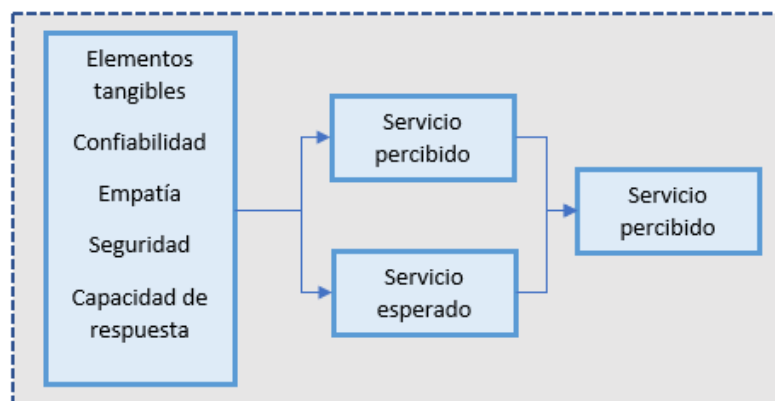 Elementos
tangibles
Confiabilidad
Empatía
Seguridad
Capacidad de
respuesta
Servicio
percibido
Servicio
esperado
Servicio
percibido